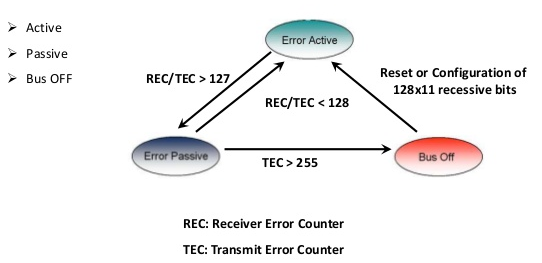 Active
Passive
Bus OFF
Error Active
REC/TEC > 127
REC/TEC < 128
Reset or Configuration of
128x11 recessive bits
Error Passive
TEC > 255
Bus Off
REC: Receiver Error Counter
TEC: Transmit Error Counter